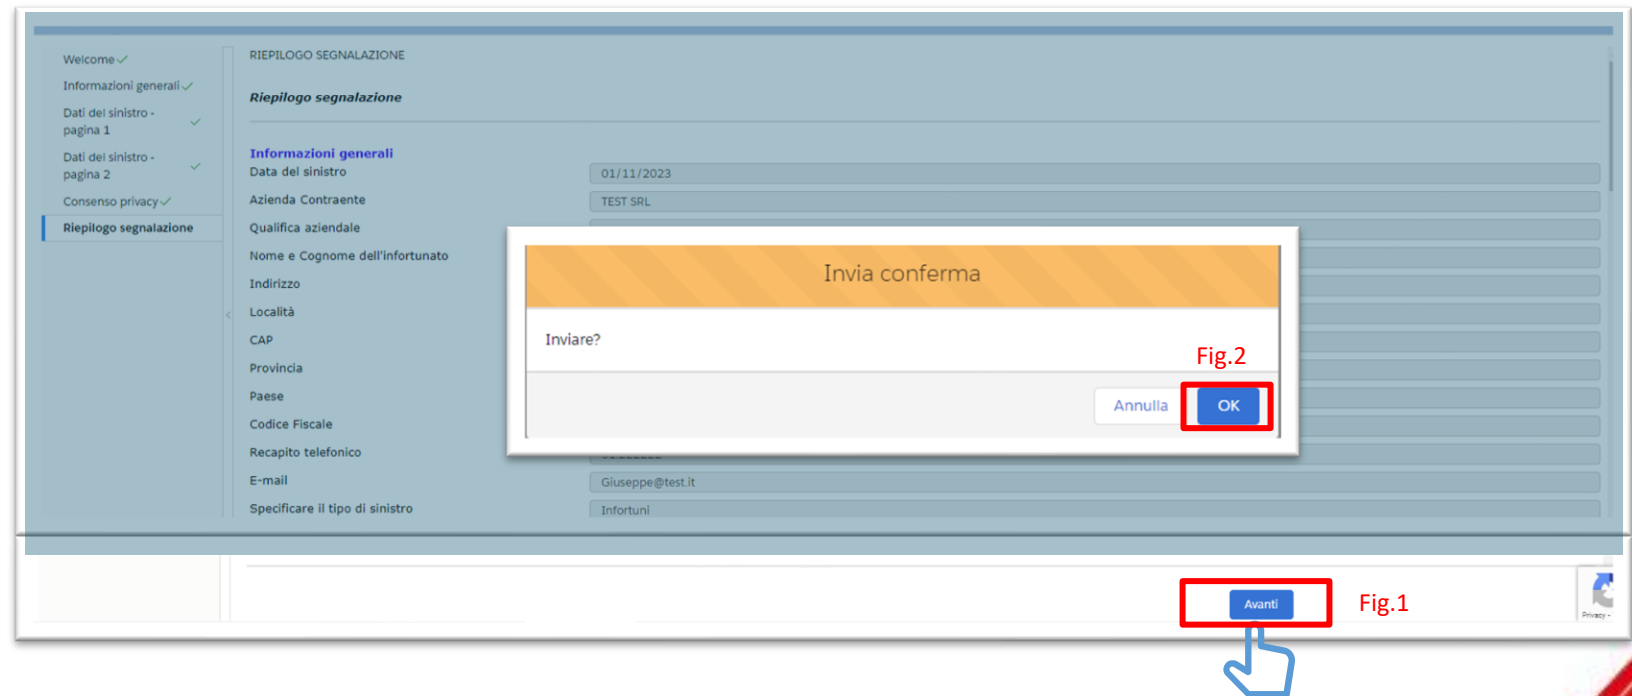 Welcome
Informazioni generali
Dati del sinistro -
pagina 1
Dati del sinistro -
pagina 2
Consenso privacy
Riepilogo segnalazione
RIEPILOGO SEGNALAZIONE
Riepilogo segnalazione
Informazioni generali
Data del sinistro 01/11/2023
Azienda Contraente TEST SRL
Qualifica aziendale
Nome e Cognome dell'infortunato
Indirizzo
Località
CAP
Provincia
Paese
Codice Fiscale
Recapito telefonico
E-mail Giuseppe@test.it
Specificare il tipo di sinistro Infortuni
Invia conferma
Inviare?
Fig.2
Annulla OK
Avanti
Fig.1
Privacy -